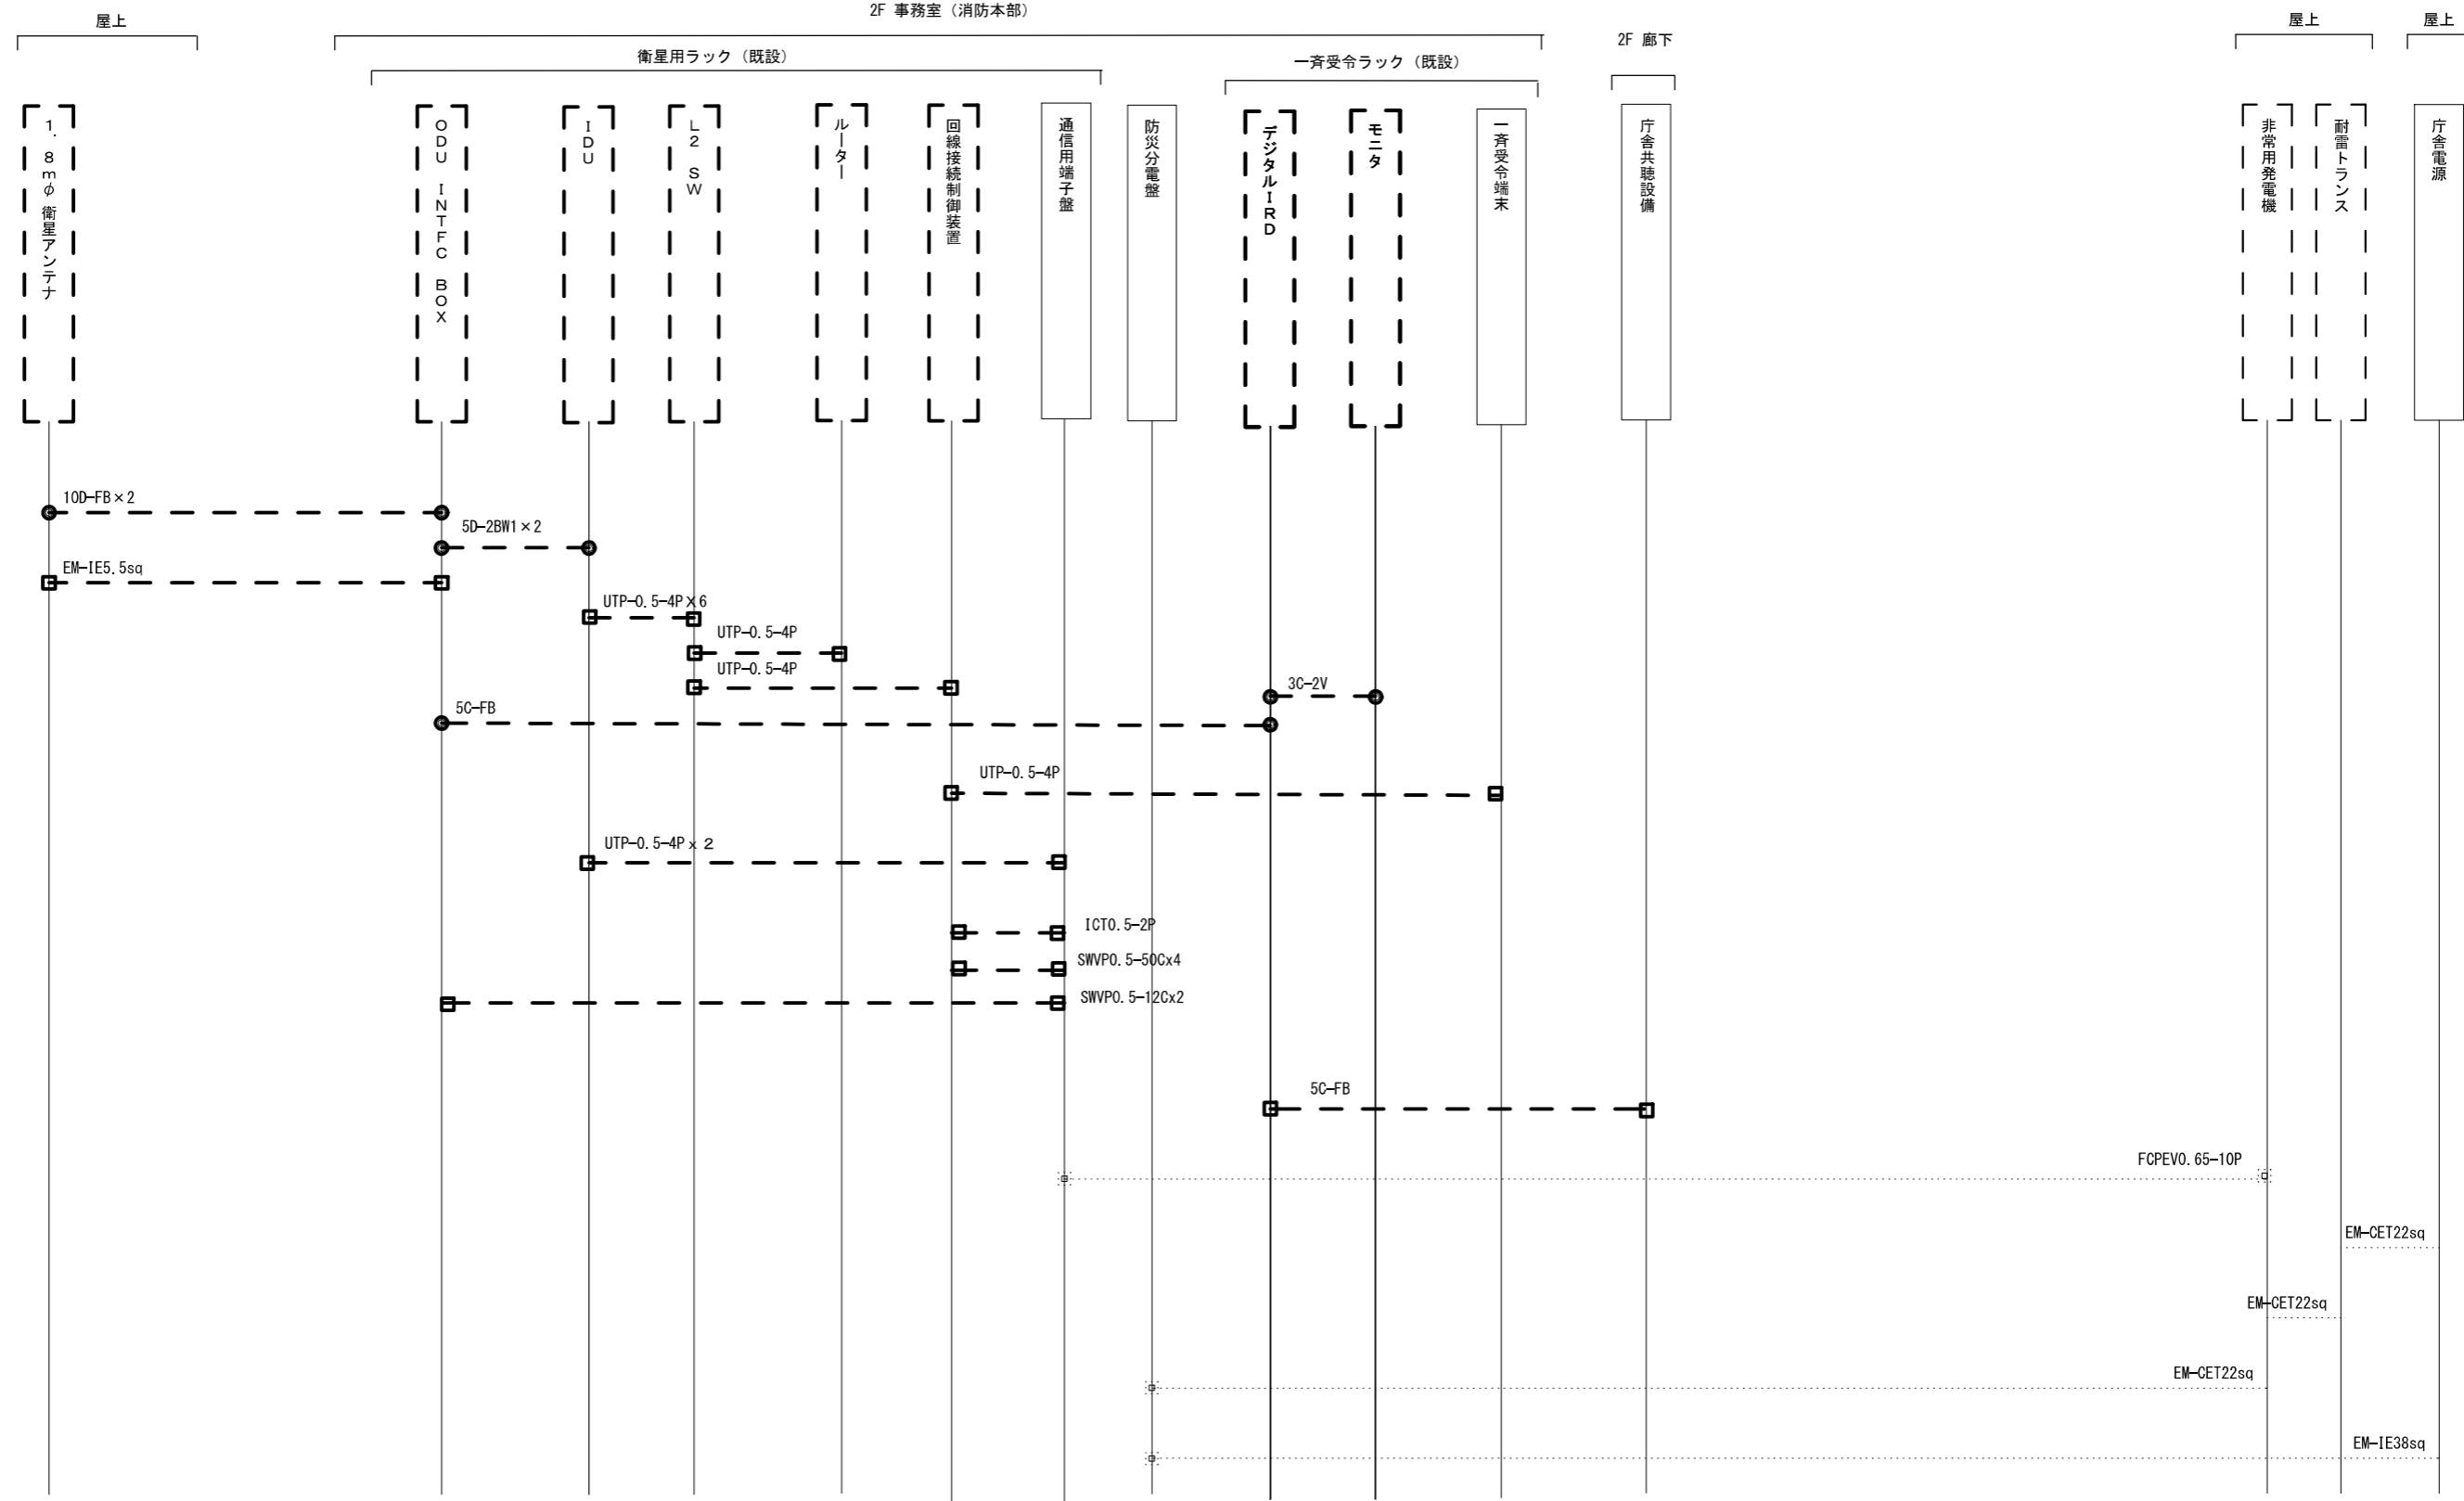 屋上
2F 事務室（消防本部）
屋上
屋上
衛星用ラック（既設）
一斉受令ラック（既設）
2F 廊下
１．８ｍφ 衛星アンテナ
ＯＤＵ　ＩＮＴＦＣ　ＢＯＸ
ＩＤＵ
Ｌ２　ＳＷ
ルーター
回線接続制御装置
通信用端子盤
防災分電盤
デジタルＩＲＤ
モニタ
一斉受令端末
庁舎共聴設備
非常用発電機
耐雷トランス
庁舎電源
10D-FB×2
5D-2BW1×2
EM-IE5.5sq
UTP-0.5-4P×6
UTP-0.5-4P
UTP-0.5-4P
3C-2V
5C-FB
UTP-0.5-4P
UTP-0.5-4Pｘ２
ICT0.5-2P
SWVP0.5-50Cx4
SWVP0.5-12Cx2
5C-FB
FCPEV0.65-10P
EM-CET22sq
EM-CET22sq
EM-CET22sq
EM-IE38sq